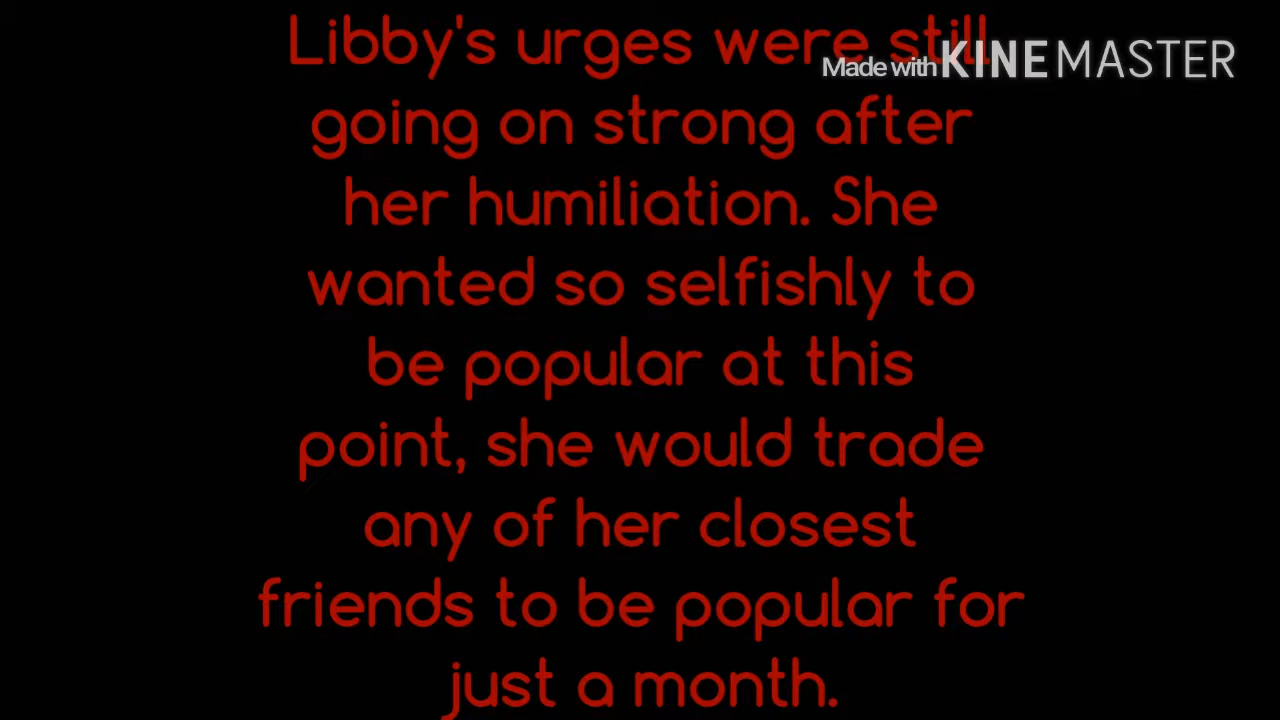 Libby's urges were still
Made with KINEMASTER
going on strong after
her humiliation. She
wanted so selfishly to
be popular at this
point, she would trade
any of her closest
friends to be popular for
just a month.